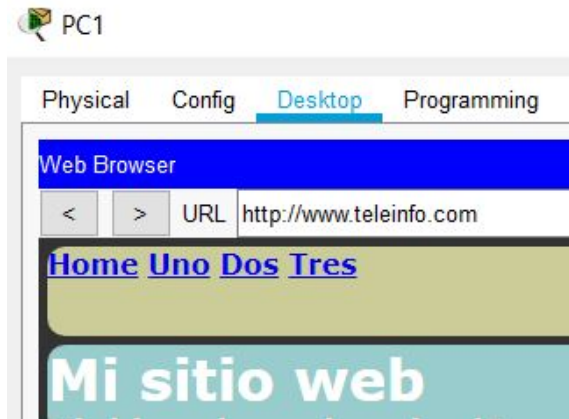 PC1
Physical Config Desktop Programming
Web Browser
< > URL http://www.teleinfo.com
Home Uno Dos Tres
Mi sitio web